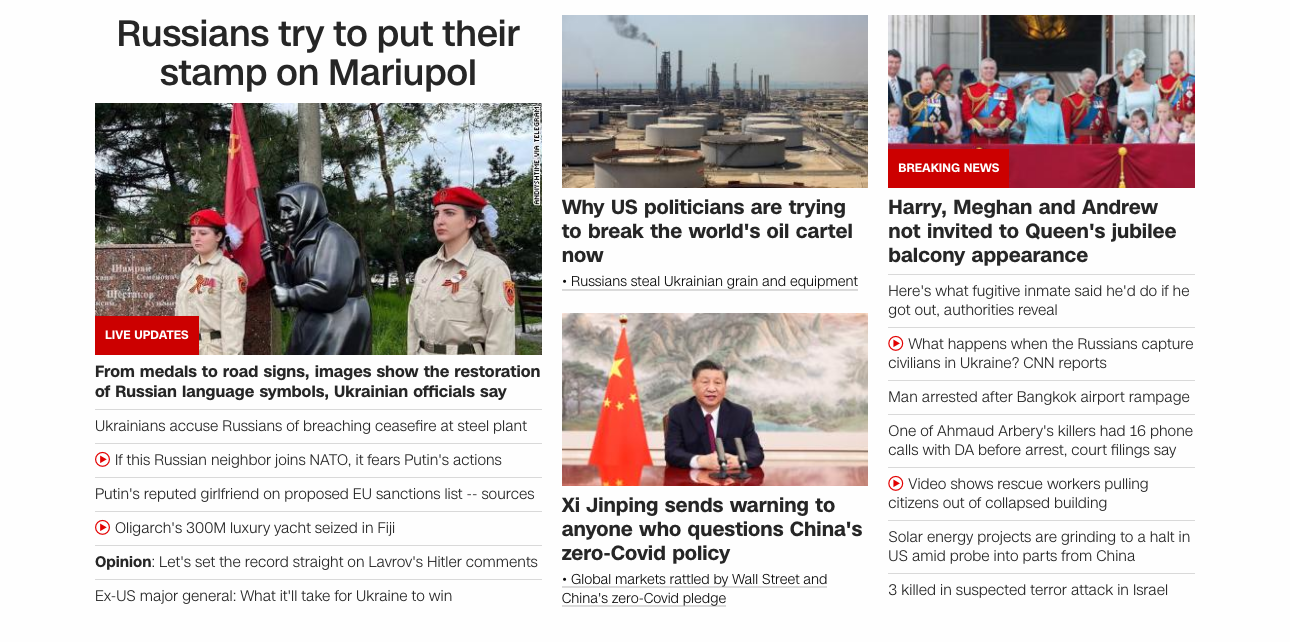 Russians try to put their
stamp on Mariupol
LIVE UPDATES
From medals to road signs, images show the restoration
of Russian language symbols, Ukrainian officials say
Ukrainians accuse Russians of breaching ceasefire at steel plant
If this Russian neighbor joins NATO, it fears Putin's actions
Putin's reputed girlfriend on proposed EU sanctions list -- sources
Oligarch's 300M luxury yacht seized in Fiji
Opinion: Let's set the record straight on Lavrov's Hitler comments
Ex-US major general: What it'll take for Ukraine to win
Why US politicians are trying
to break the world's oil cartel
now
• Russians steal Ukrainian grain and equipment
Xi Jinping sends warning to
anyone who questions China's
zero-Covid policy
• Global markets rattled by Wall Street and
China's zero-Covid pledge
BREAKING NEWS
Harry, Meghan and Andrew
not invited to Queen's jubilee
balcony appearance
Here's what fugitive inmate said he'd do if he
got out, authorities reveal
What happens when the Russians capture
civilians in Ukraine? CNN reports
Man arrested after Bangkok airport rampage
One of Ahmaud Arbery's killers had 16 phone
calls with DA before arrest, court filings say
Video shows rescue workers pulling
citizens out of collapsed building
Solar energy projects are grinding to a halt in
US amid probe into parts from China
3 killed in suspected terror attack in Israel